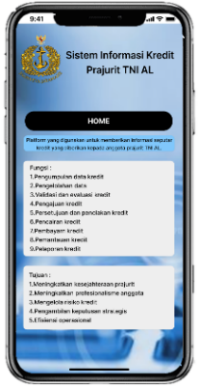 9:41
Sistem Informasi Kredit
Prajurit TNI AL
HOME
Platform yang digunakan untuk memberikan informasi seputar
kredit yang diberikan kepada anggota prajurit TNI AL.
Fungsi :
1.Pengumpulan data kredit
2.Pengolahan data
3.Validasi dan evaluasi kredit
4.Pengajuan kredit
5.Persetujuan dan penolakan kredit
6.Pencairan kredit
7.Pembayarn kredit
8.Pemantauan kredit
9.Pelaporan kredit
Tujuan :
1.Meningkatkan kesejahteraan prajurit
2.Meningkatkan profesionalisme anggota
3.Mengelola risiko kredit
4.Pengambilan keputusan strategis
5.Efisiensi operasional